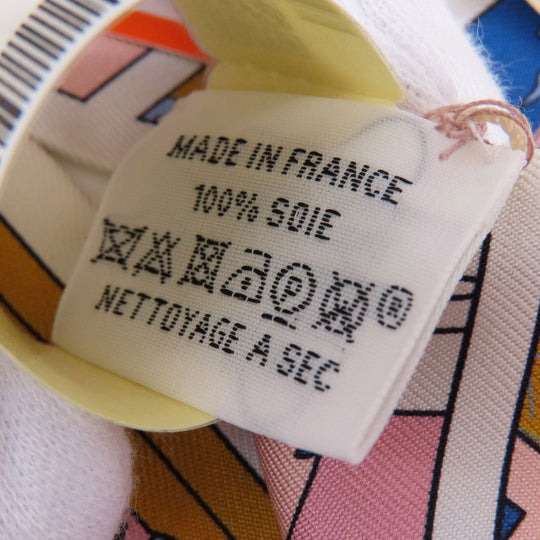 MADE IN FRANCE
100% SOIE
NETTOYAGE A SEC